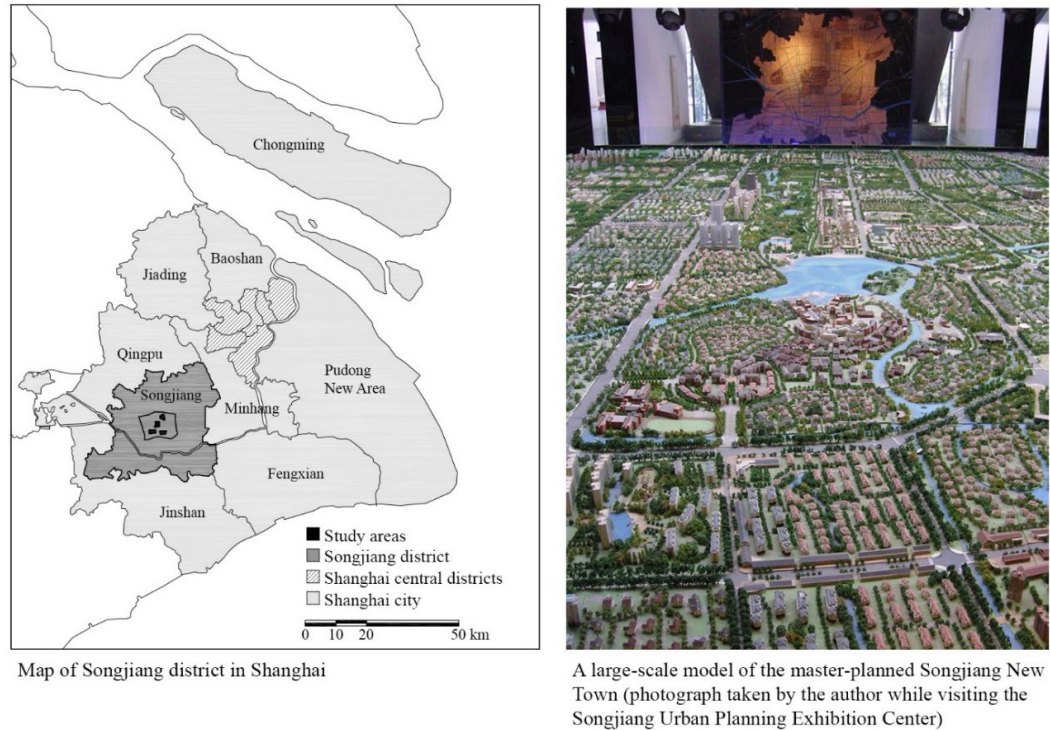 Chongming
Baoshan
Jiading
Qingpu
Songjiang
Pudong
New Area
Minhang
Fengxian
Jinshan
Study areas
Songjiang district
Shanghai central districts
Shanghai city
0 10 20 50 km
Map of Songjiang district in Shanghai
A large-scale model of the master-planned Songjiang New
Town (photograph taken by the author while visiting the
Songjiang Urban Planning Exhibition Center)